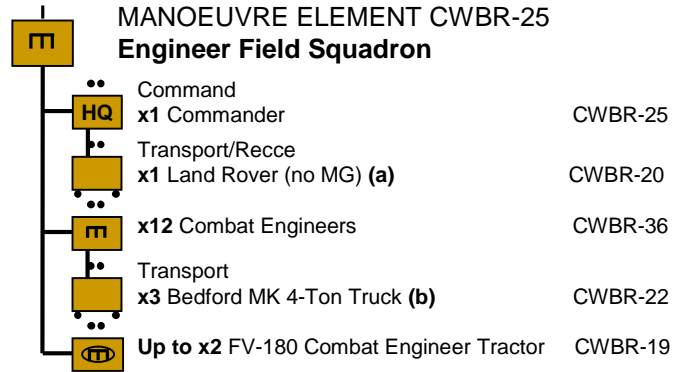 MANOEUVRE ELEMENT CWBR-25
Engineer Field Squadron
Command
HQ x1 Commander CWBR-25
Transport/Recce
x1 Land Rover (no MG) (a) CWBR-20
x12 Combat Engineers CWBR-36
Transport
x3 Bedford MK 4-Ton Truck (b) CWBR-22
Up to x2 FV-180 Combat Engineer Tractor CWBR-19